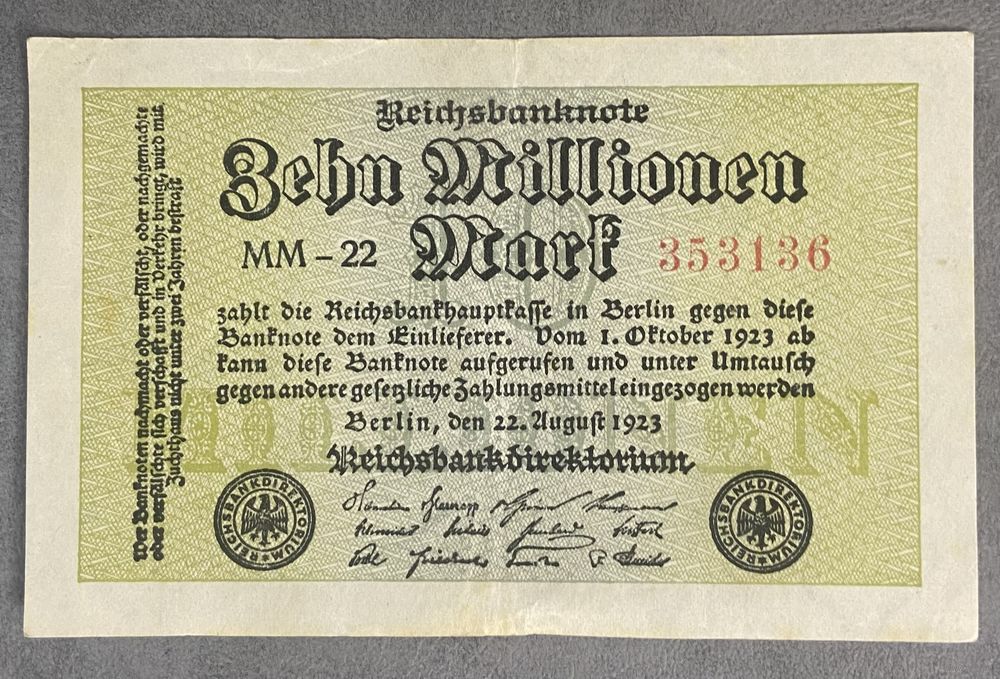 Reichsbanknote
Zehn Millionen
Mark
MM - 22
353136
zahlt die Reichsbankhauptkasse in Berlin gegen diese
Banknote dem Einlieferer. Vom 1. Oktober 1923 ab
kann diese Banknote aufgerufen und unter Umtausch
gegen andere gesetzliche Zahlungsmittel eingezogen werden
Berlin, den 22. August 1923
Reichsbankdirektorium
REICHSBANKDIREKTORIUM
REICHSBANKDIREKTORIUM
Wer Banknoten nachmacht oder verfälscht, oder nachgemachte
oder verfälschte sich verschafft und in Verkehr bringt, wird mit
Zuchthaus nicht unter zwei Jahren bestraft